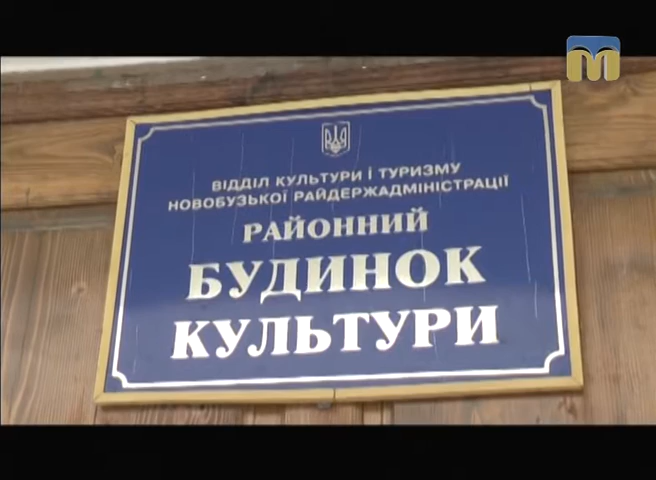 ВІДДІЛ КУЛЬТУРИ І ТУРИЗМУ
НОВОБУЗЬКОЇ РАЙДЕРЖАДМІНІСТРАЦІЇ
РАЙОННИЙ
БУДИНОК
КУЛЬТУРИ